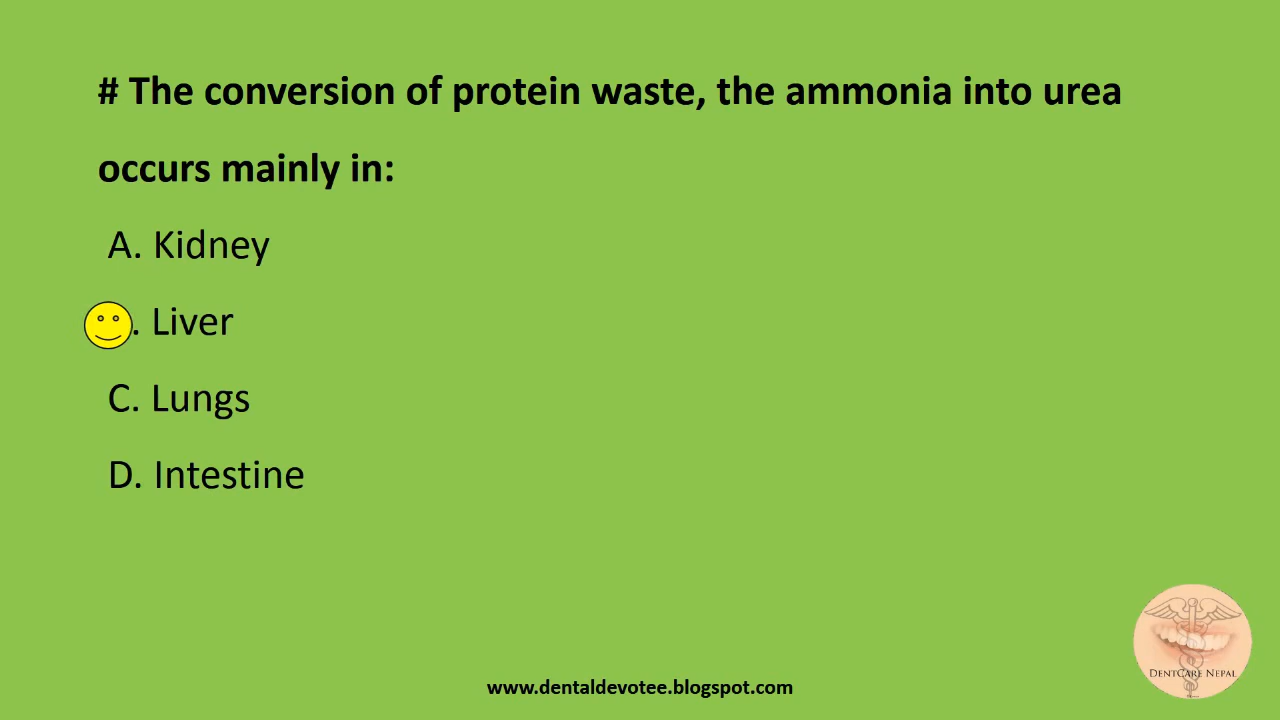 # The conversion of protein waste, the ammonia into urea
occurs mainly in:
A. Kidney
. Liver
C. Lungs
D. Intestine
DENTCARE NEPAL
www.dentaldevotee.blogspot.com